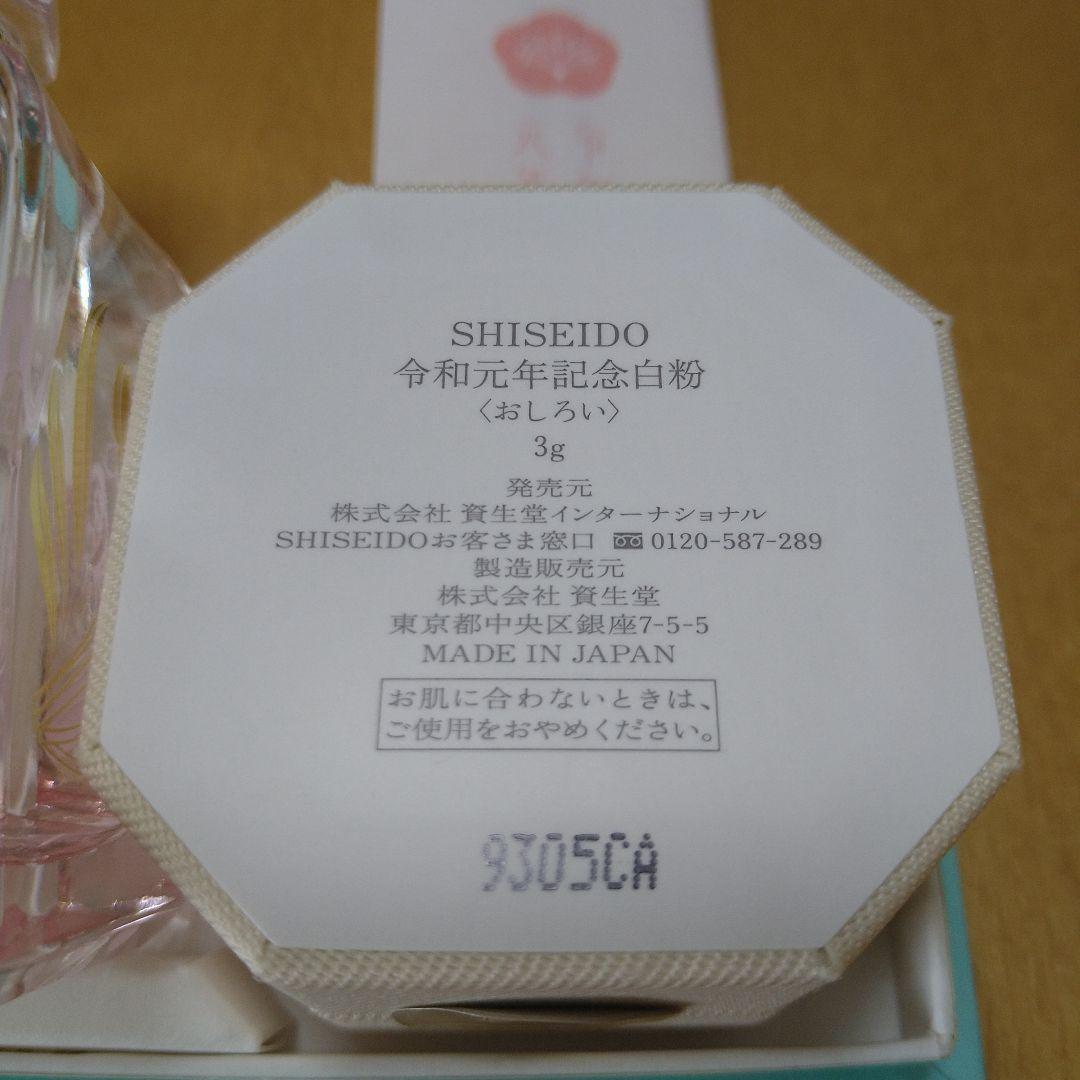 SHISEIDO
令和元年記念白粉
〈おしろい〉
3g
発売元
株式会社 資生堂インターナショナル
SHISEIDOお客さま窓口 0120-587-289
製造販売元
株式会社 資生堂
東京都中央区銀座7-5-5
MADE IN JAPAN
お肌に合わないときは、
ご使用をおやめください。
9305CA